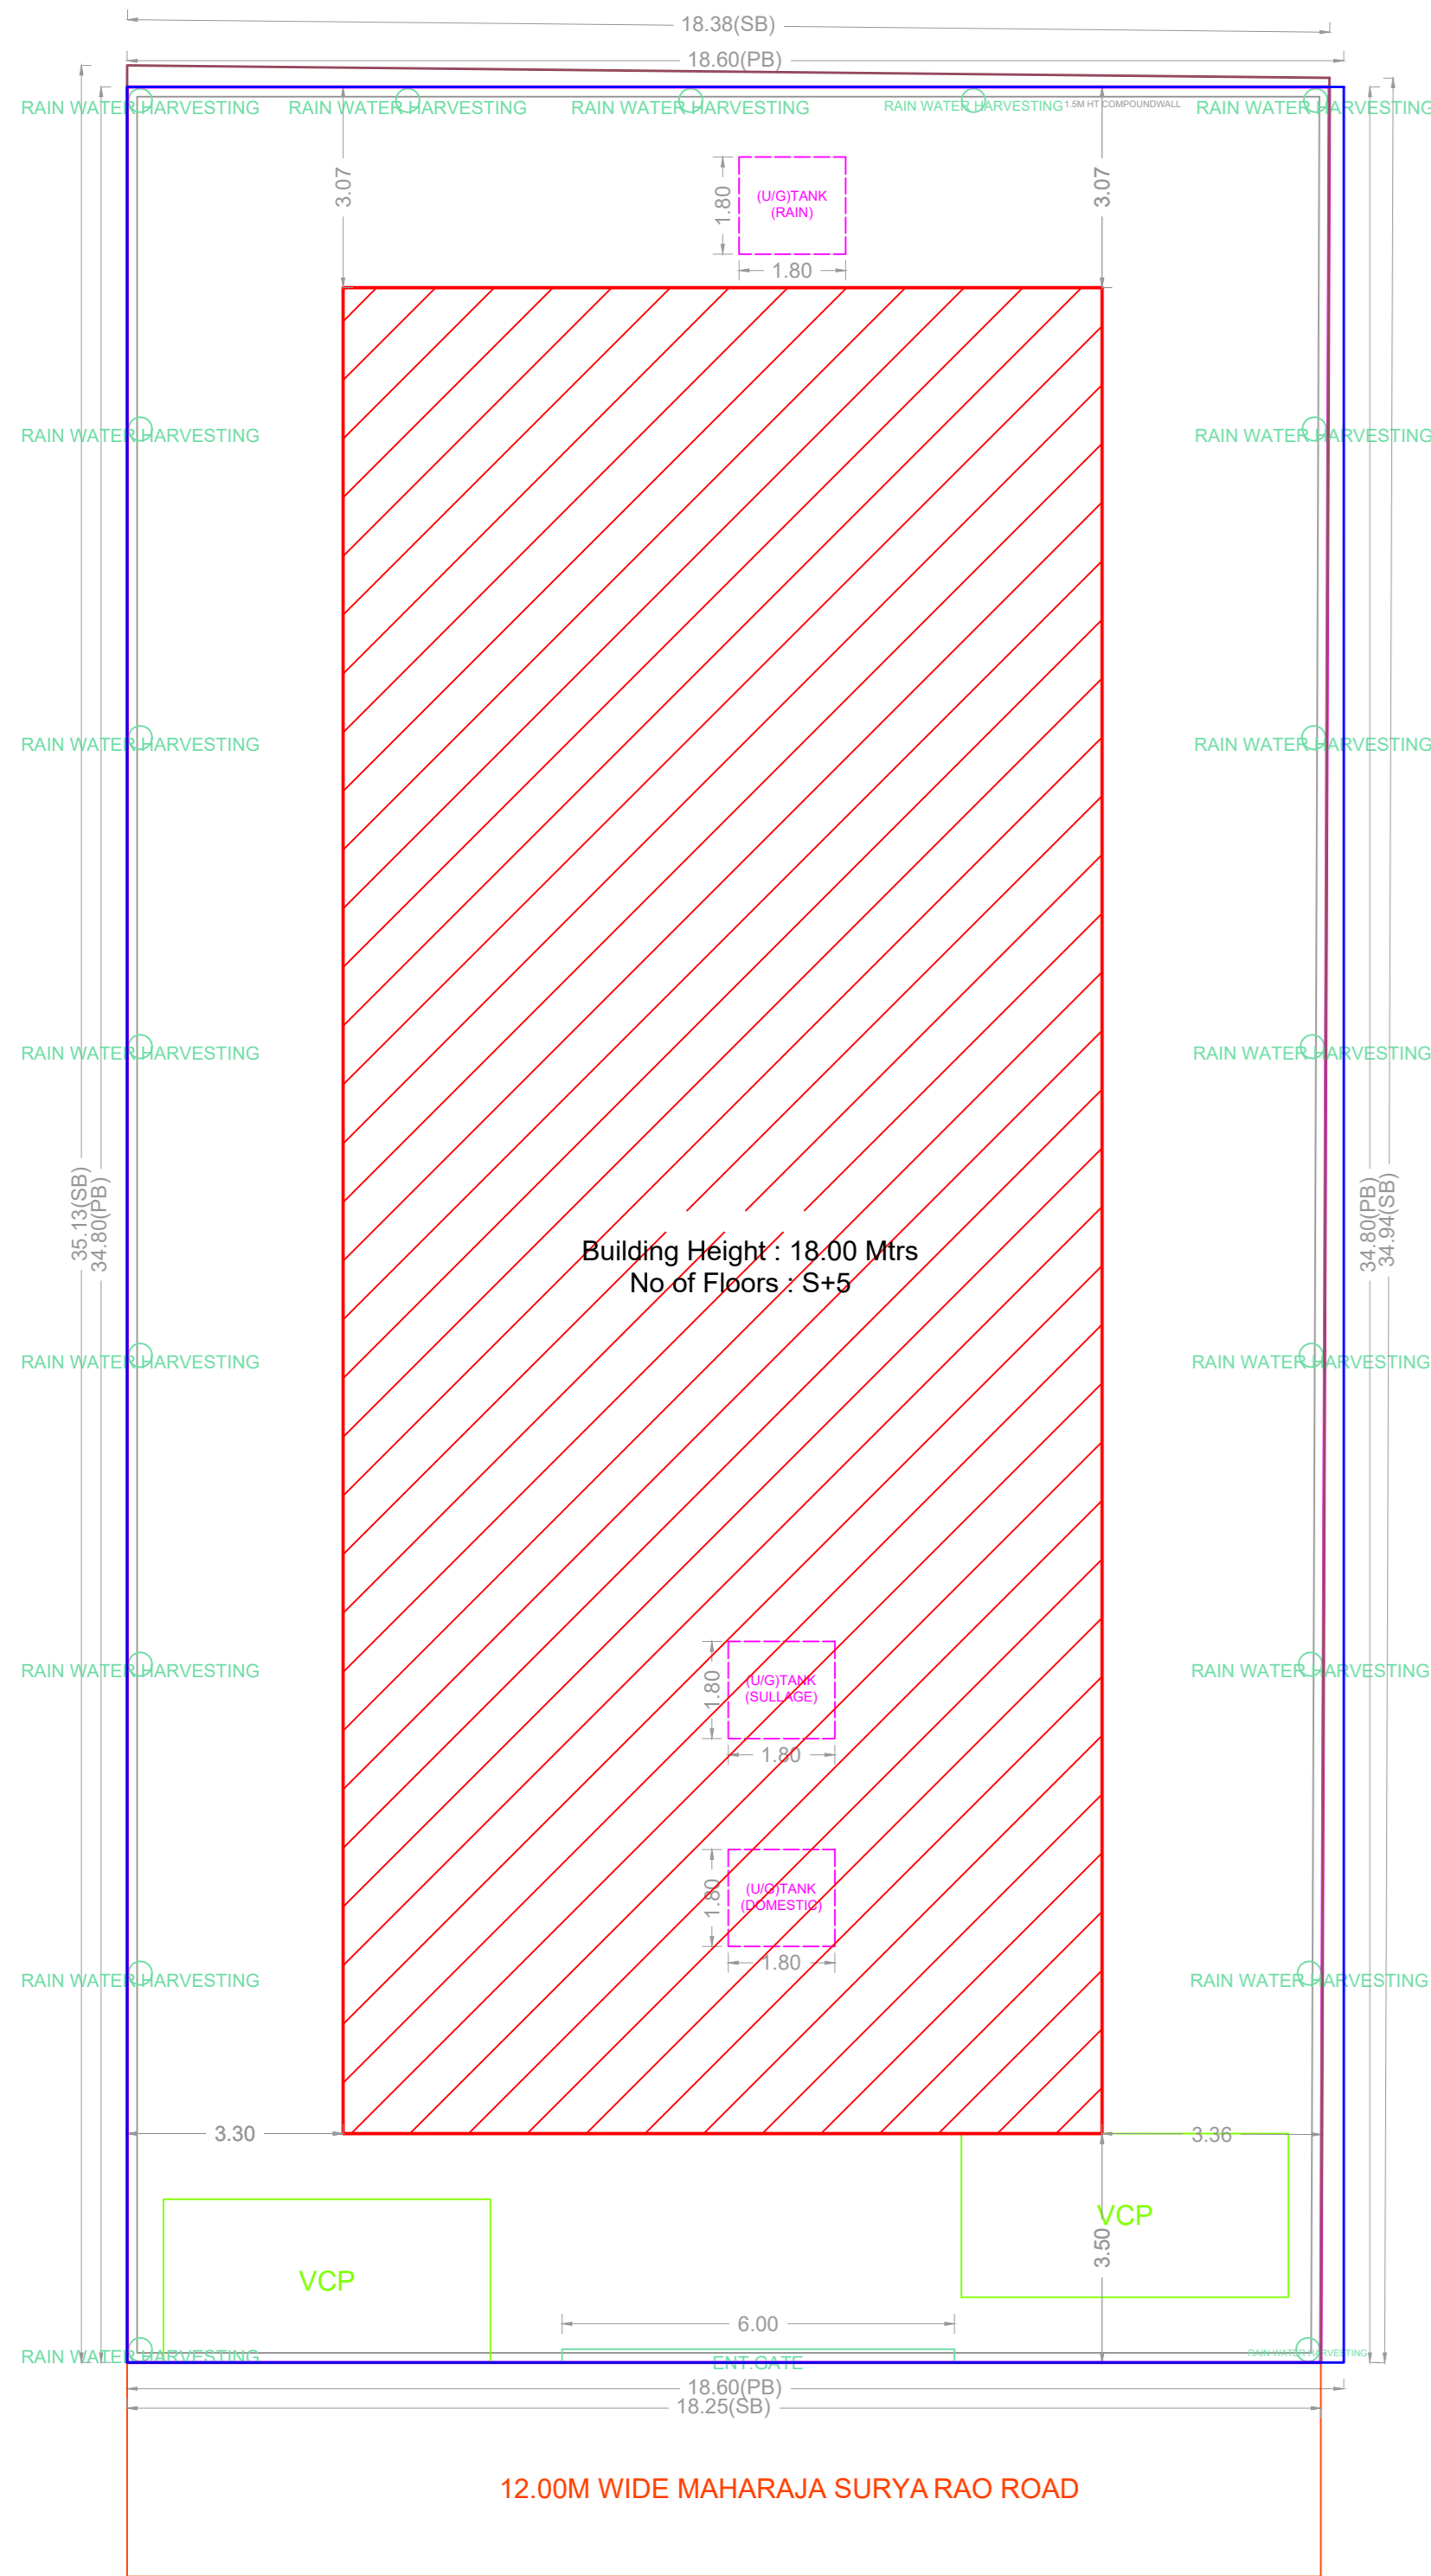 18.38(SB)
18.60(PB)
RAIN WATER HARVESTING
RAIN WATER HARVESTING
RAIN WATER HARVESTING
RAIN WATER HARVESTING
1.5M HT COMPOUNDWALL
RAIN WATER HARVESTING
3.07
3.07
1.80
(U/G)TANK
(RAIN)
1.80
RAIN WATER HARVESTING
RAIN WATER HARVESTING
RAIN WATER HARVESTING
RAIN WATER HARVESTING
RAIN WATER HARVESTING
RAIN WATER HARVESTING
35.13(SB)
34.80(PB)
34.80(PB)
34.94(SB)
Building Height : 18.00 Mtrs
No of Floors : S+5
RAIN WATER HARVESTING
RAIN WATER HARVESTING
RAIN WATER HARVESTING
RAIN WATER HARVESTING
1.80
(U/G)TANK
(SULLAGE)
1.80
1.80
(U/G)TANK
(DOMESTIC)
1.80
RAIN WATER HARVESTING
RAIN WATER HARVESTING
3.30
3.36
VCP
3.50
VCP
6.00
RAIN WATER HARVESTING
ENT.GATE
RAIN WATER HARVESTING
18.60(PB)
18.25(SB)
12.00M WIDE MAHARAJA SURYA RAO ROAD